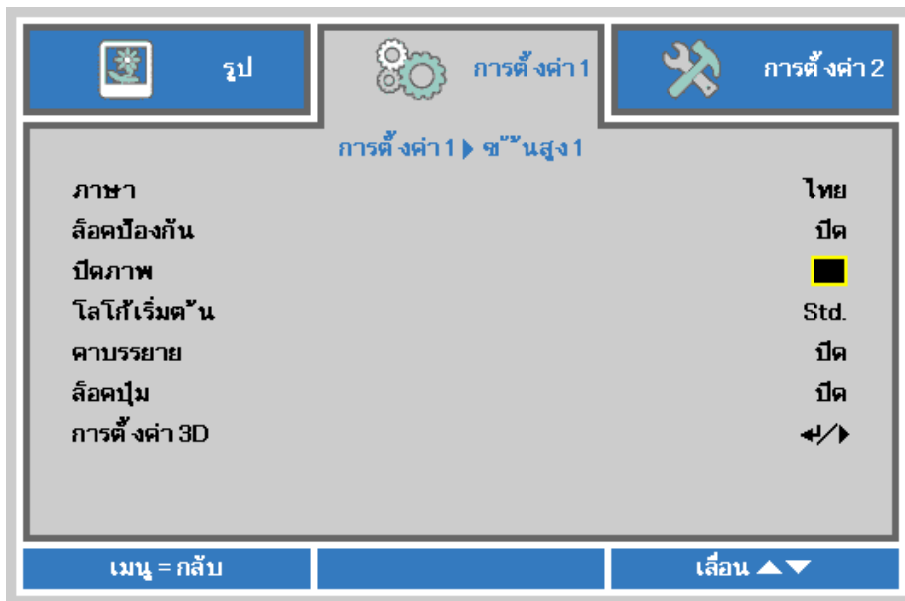 รูป
การตั้งค่า 1
การตั้งค่า 2
การตั้งค่า 1 ▶ ข ั้นสูง 1
ภาษา ไทย
ล็อคป้องกัน ปิด
ปิดภาพ
โลโก้เริ่มต ้น Std.
คาบรรยาย ปิด
ล็อคปุ่ม ปิด
การตั้งค่า 3D ↵/▶
เมนู = กลับ
เลื่อน ▲▼